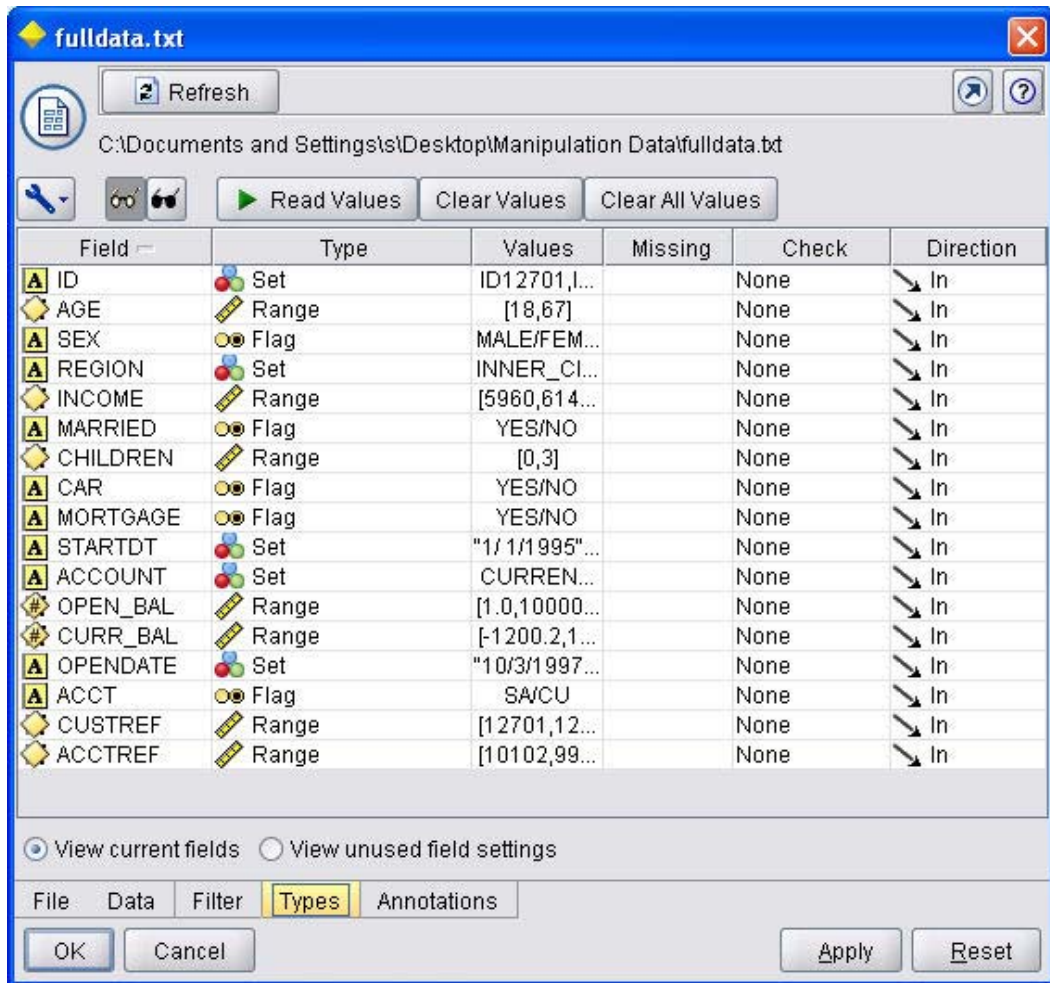 fulldata.txt
Refresh
C:\Documents and Settings\s\Desktop\Manipulation Data\fulldata.txt
Read Values Clear Values Clear All Values
Field Type Values Missing Check Direction
A ID Set ID12701,I... None In
AGE Range [18,67] None In
A SEX Flag MALE/FEM... None In
A REGION Set INNER_CI... None In
INCOME Range [5960,614... None In
A MARRIED Flag YES/NO None In
CHILDREN Range [0,3] None In
A CAR Flag YES/NO None In
A MORTGAGE Flag YES/NO None In
A STARTDT Set "1/ 1/1995"... None In
A ACCOUNT Set CURREN... None In
# OPEN_BAL Range [1.0,10000... None In
# CURR_BAL Range [-1200.2,1... None In
A OPENDATE Set "10/3/1997... None In
A ACCT Flag SA/CU None In
CUSTREF Range [12701,12... None In
ACCTREF Range [10102,99... None In
View current fields View unused field settings
File Data Filter Types Annotations
OK Cancel Apply Reset